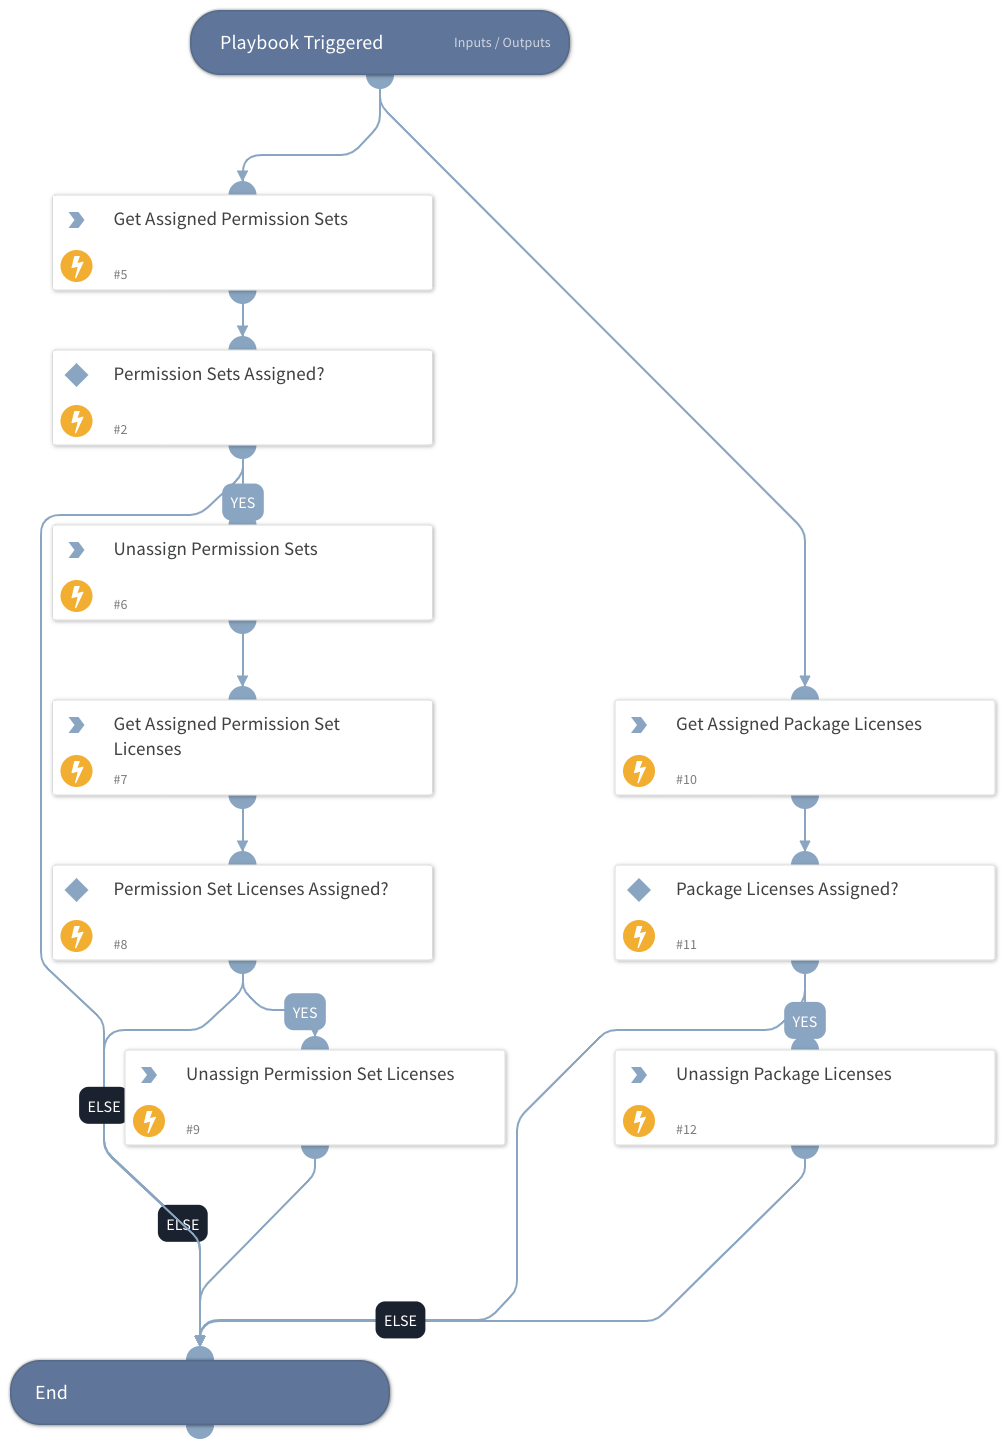 Playbook Triggered
Inputs / Outputs
Get Assigned Permission Sets
#5
Permission Sets Assigned?
#2
YES
Unassign Permission Sets
#6
Get Assigned Permission Set
Licenses
#7
Get Assigned Package Licenses
#10
Permission Set Licenses Assigned?
#8
Package Licenses Assigned?
#11
YES
YES
Unassign Permission Set Licenses
#9
Unassign Package Licenses
#12
ELSE
ELSE
ELSE
End